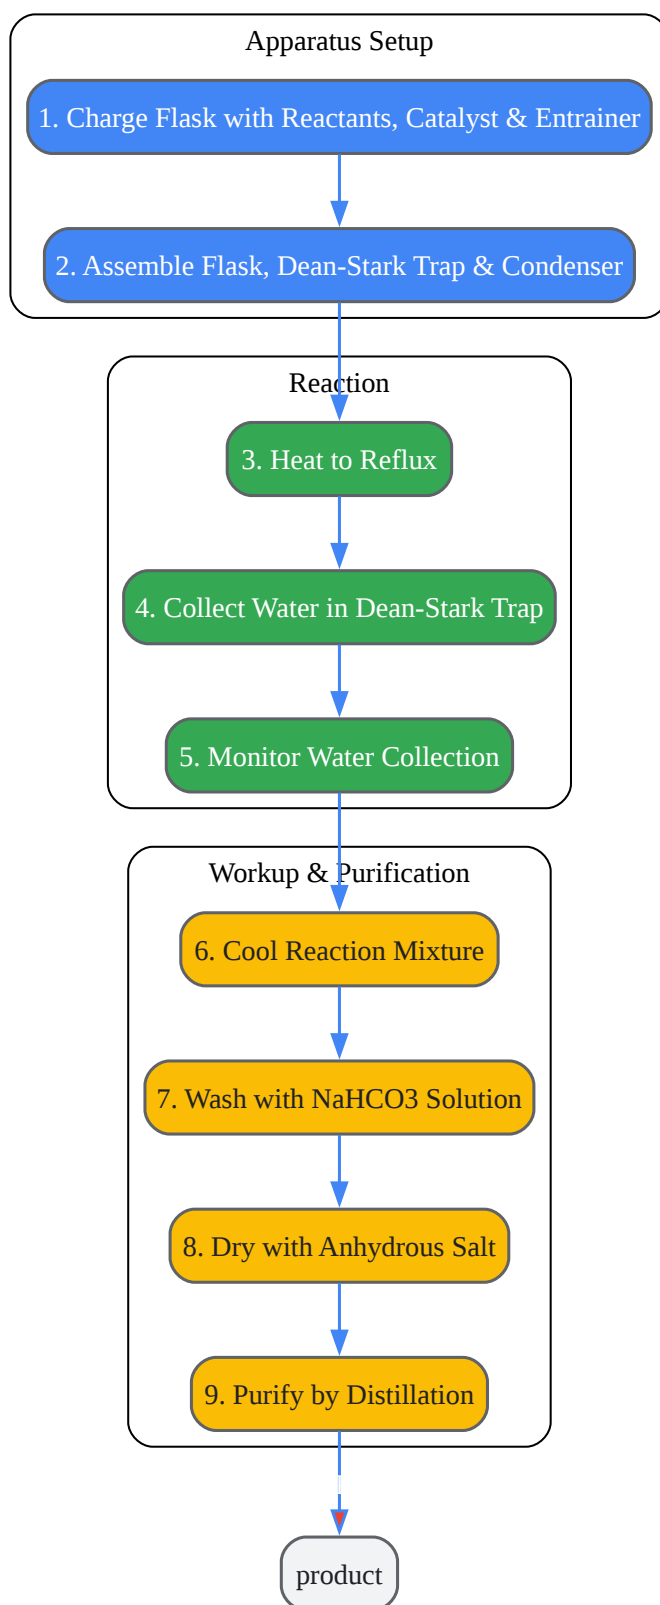 Apparatus Setup
1. Charge Flask with Reactants, Catalyst & Entrainer
2. Assemble Flask, Dean-Stark Trap & Condenser
Reaction
3. Heat to Reflux
4. Collect Water in Dean-Stark Trap
5. Monitor Water Collection
Workup & Purification
6. Cool Reaction Mixture
7. Wash with NaHCO3 Solution
8. Dry with Anhydrous Salt
9. Purify by Distillation
product